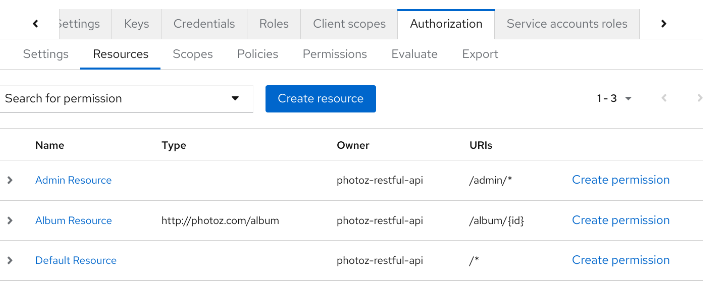 Settings Keys Credentials Roles Client scopes Authorization Service accounts roles
Settings Resources Scopes Policies Permissions Evaluate Export
Search for permission Create resource 1 - 3
Name Type Owner URIs
Admin Resource photoz-restful-api /admin/* Create permission
Album Resource http://photoz.com/album photoz-restful-api /album/{id} Create permission
Default Resource photoz-restful-api /* Create permission